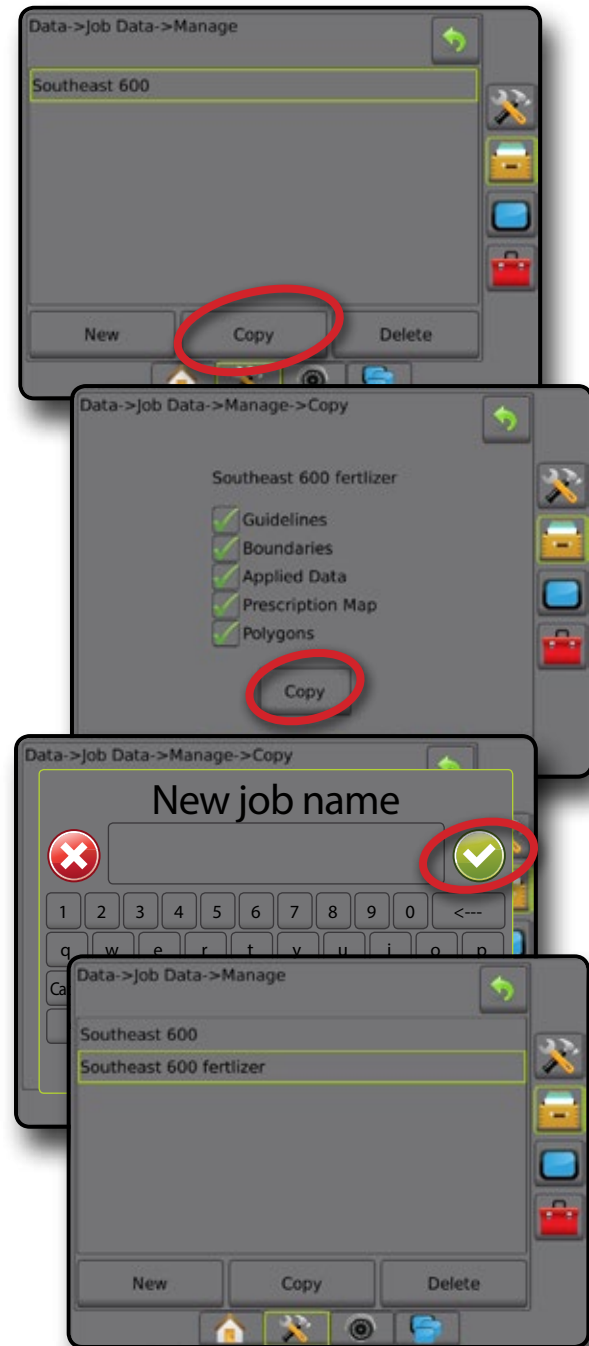 Data->Job Data->Manage
Southeast 600
New Copy Delete
Data->Job Data->Manage->Copy
Southeast 600 fertlizer
Guidelines
Boundaries
Applied Data
Prescription Map
Polygons
Copy
Data->Job Data->Manage->Copy
New job name
1 2 3 4 5 6 7 8 9 0 <---
q w e r t y u i o p
Data->Job Data->Manage
Southeast 600
Southeast 600 fertlizer
New Copy Delete